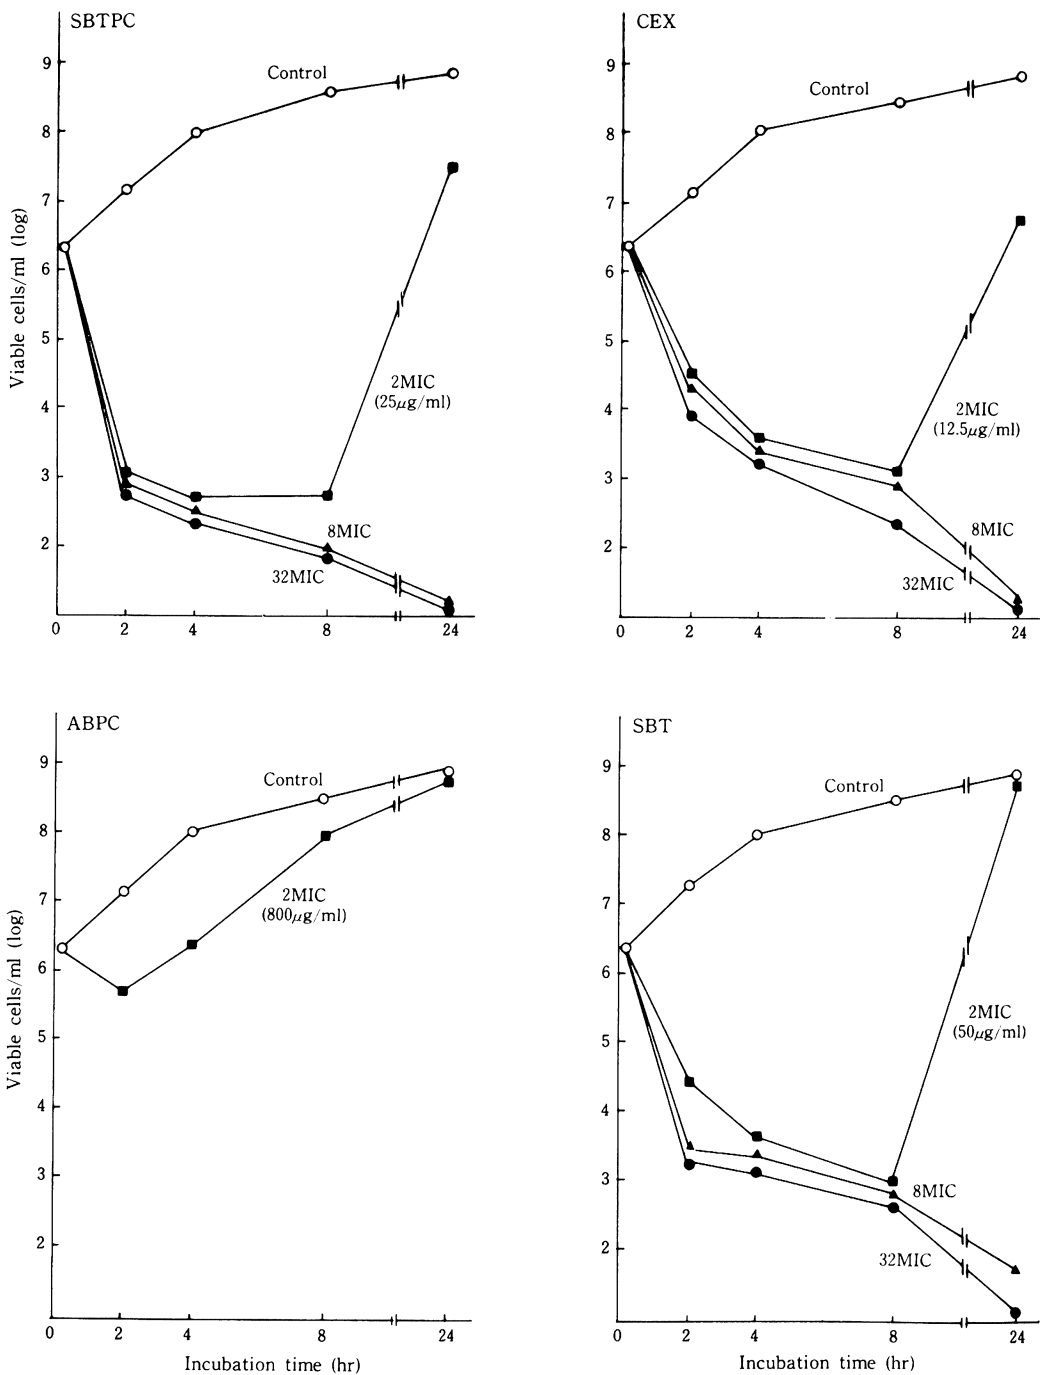 SBTPC
9
8
7
6
5
4
3
2
Viable cells/ml (log)
Control
2MIC
(25μg/ml)
8MIC
32MIC
0 2 4 8 24
CEX
9
8
7
6
5
4
3
2
Control
2MIC
(12.5μg/ml)
8MIC
32MIC
0 2 4 8 24
ABPC
9
8
7
6
5
4
3
2
Viable cells/ml (log)
Control
2MIC
(800μg/ml)
0 2 4 8 24
Incubation time (hr)
SBT
9
8
7
6
5
4
3
2
Control
2MIC
(50μg/ml)
8MIC
32MIC
0 2 4 8 24
Incubation time (hr)